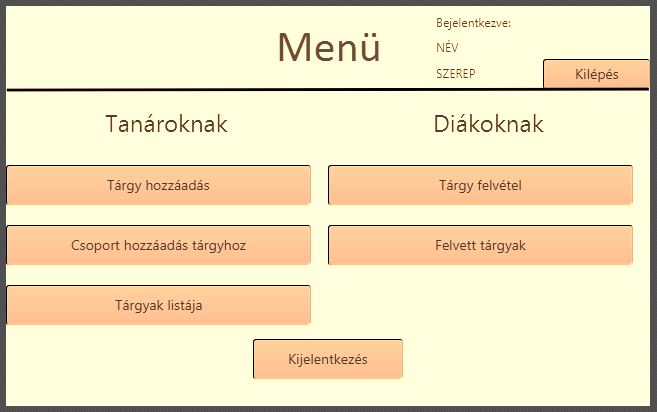 Menü
Bejelentkezve:
NÉV
SZEREP
Kilépés
Tanároknak
Diákoknak
Tárgy hozzáadás
Tárgy felvétel
Csoport hozzáadás tárgyhoz
Felvett tárgyak
Tárgyak listája
Kijelentkezés